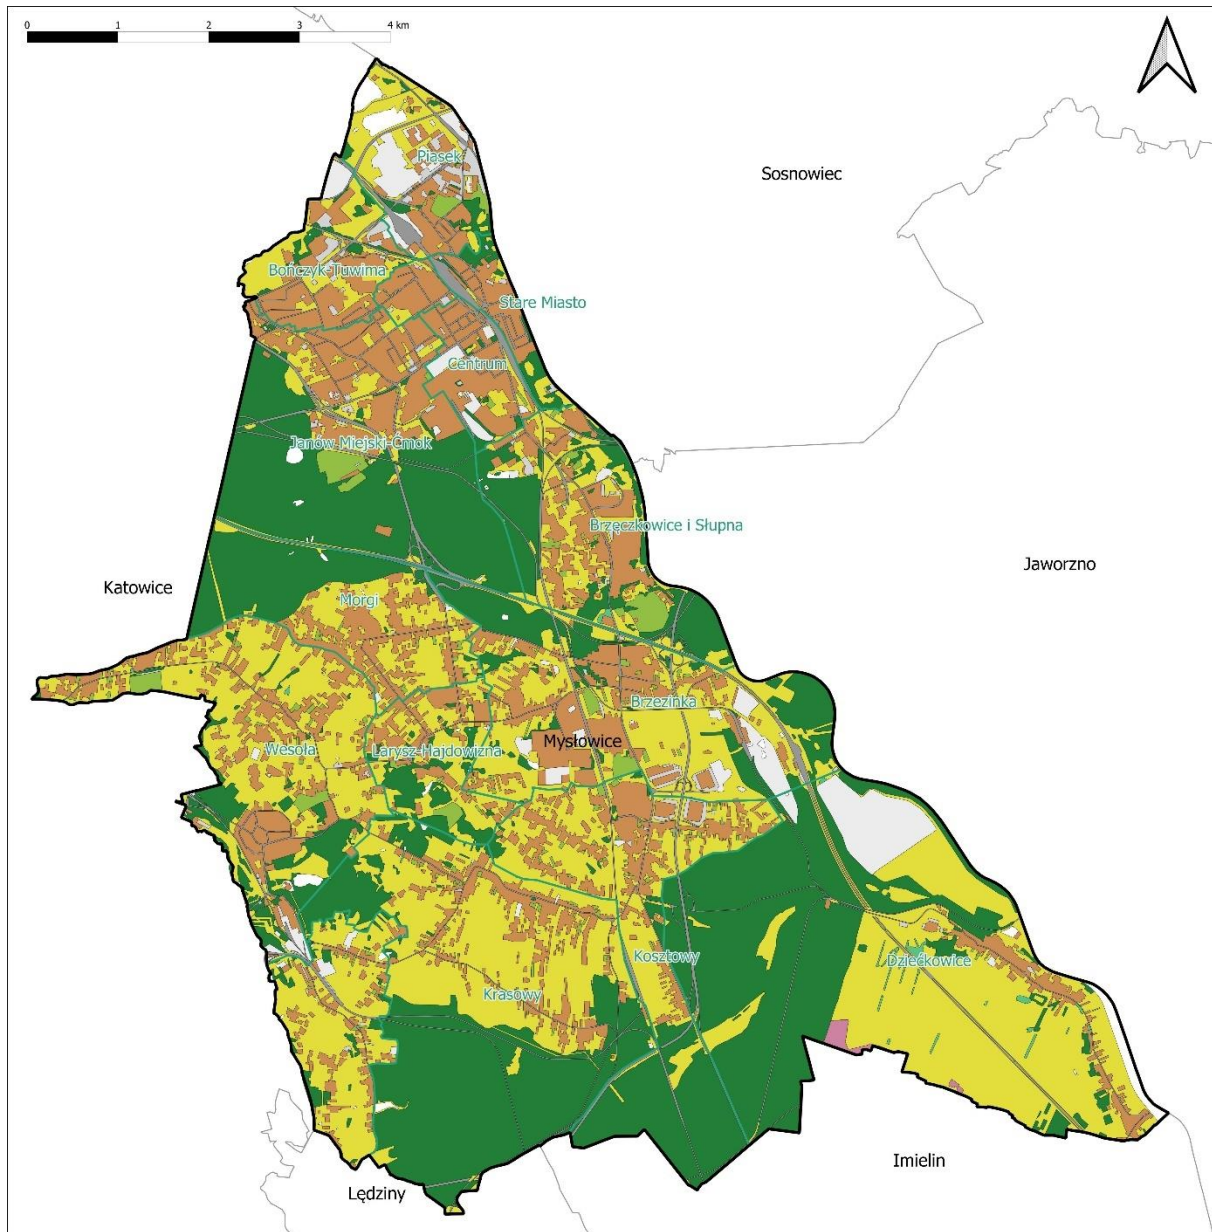 0 1 2 3 4 km
Sosnowiec
Piasek
Bończyk-Tuwima
Stare Miasto
Centrum
Janów Miejski-Ćmok
Brzęczkowice i Słupna
Jaworzno
Katowice
Morgi
Brzezinka
Mysłowice
Wesoła
Larysz-Hajdowizna
Kosztowy
Dziećkowice
Krasowy
Imielin
Lędziny